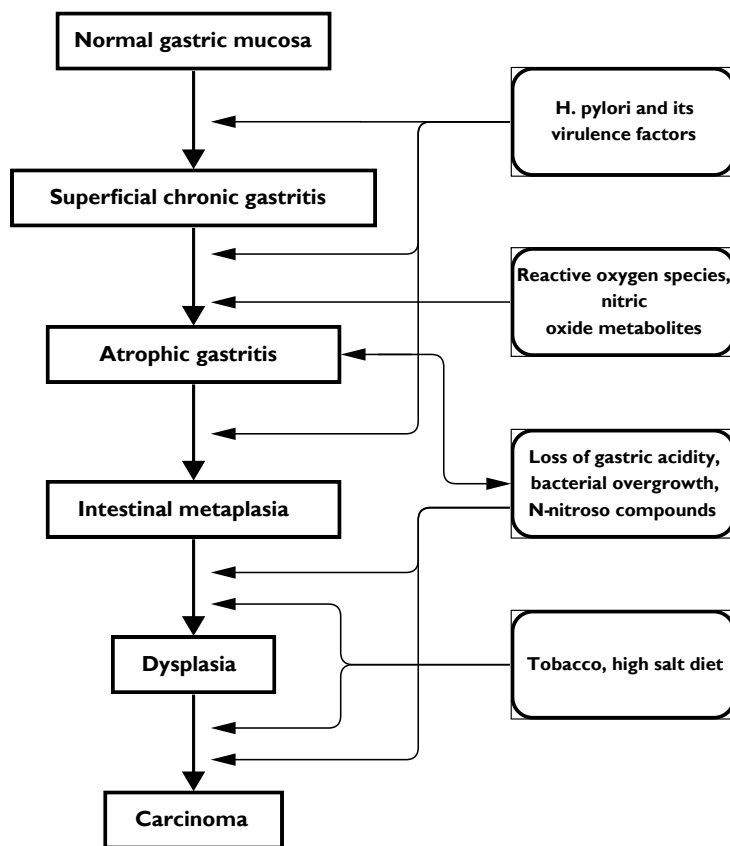 Normal gastric mucosa
H. pylori and its
virulence factors
Superficial chronic gastritis
Reactive oxygen species,
nitric
oxide metabolites
Atrophic gastritis
Loss of gastric acidity,
bacterial overgrowth,
N-nitroso compounds
Intestinal metaplasia
Dysplasia
Tobacco, high salt diet
Carcinoma